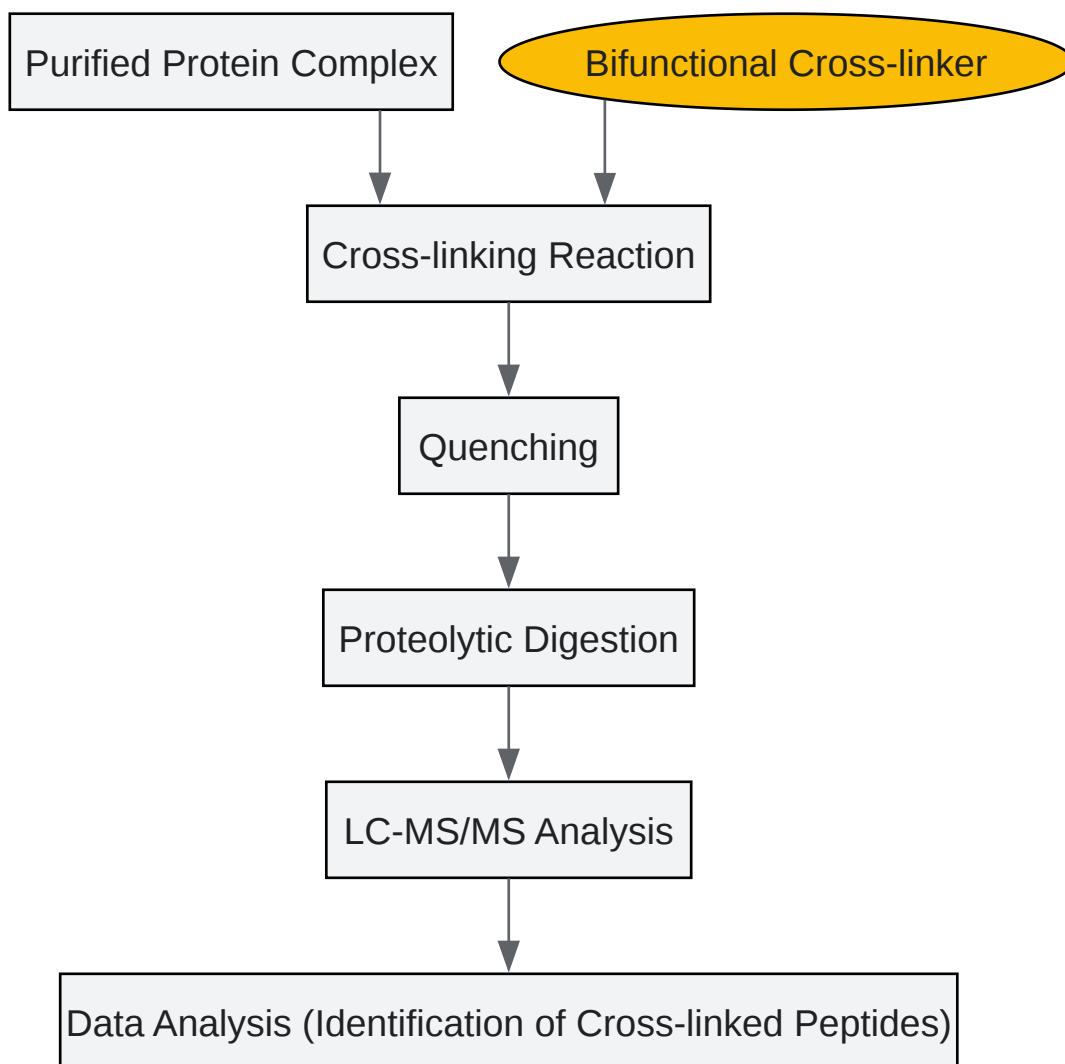 Purified Protein Complex
Bifunctional Cross-linker
Cross-linking Reaction
Quenching
Proteolytic Digestion
LC-MS/MS Analysis
Data Analysis (Identification of Cross-linked Peptides)